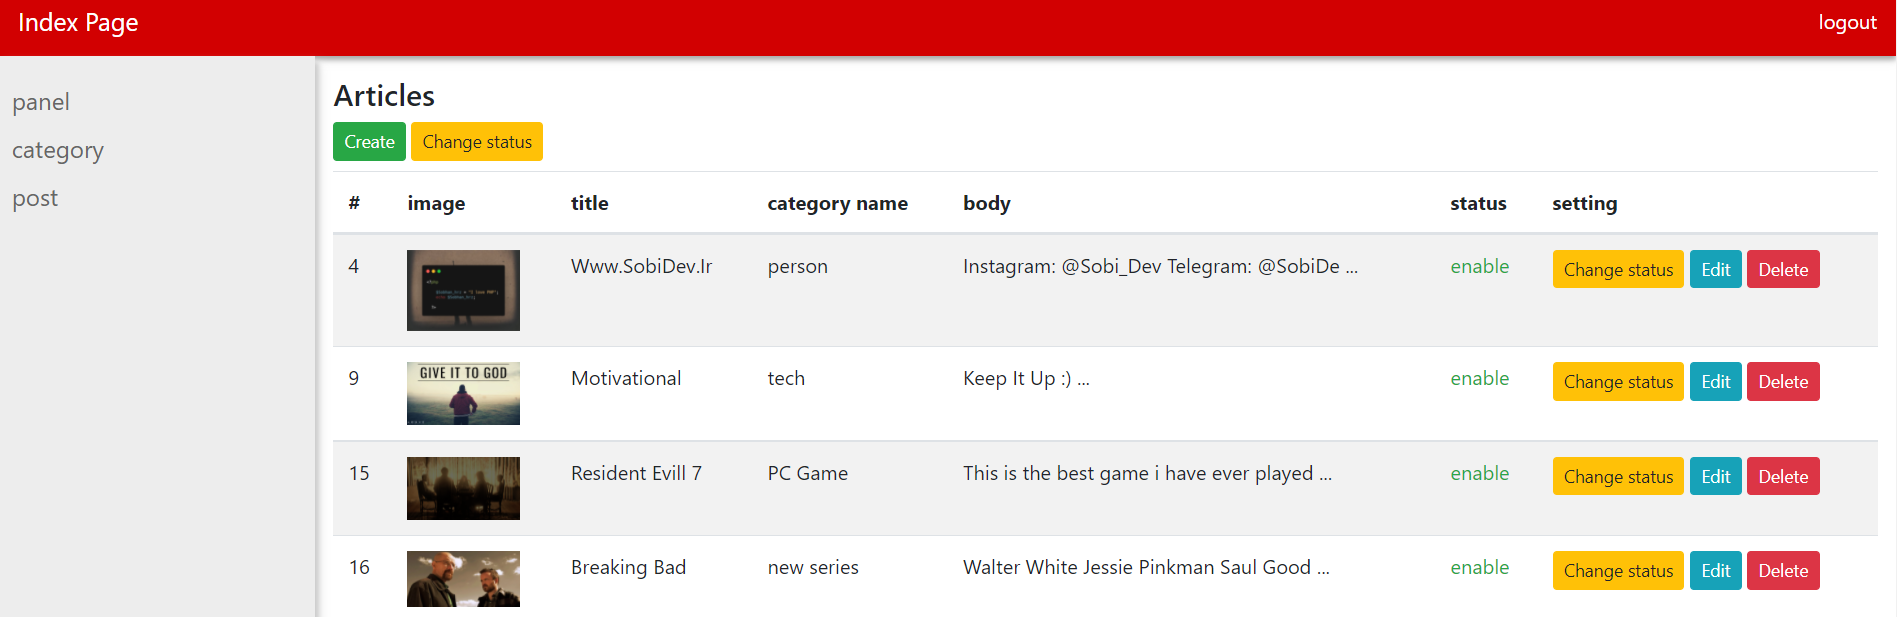 Index Page
logout
panel
category
post
Articles
Create Change status
# image title category name body status setting
4 Www.SobiDev.Ir person Instagram: @Sobi_Dev Telegram: @SobiDe ... enable Change status Edit Delete
GIVE IT TO GOD
9 Motivational tech Keep It Up :) ... enable Change status Edit Delete
15 Resident Evill 7 PC Game This is the best game i have ever played ... enable Change status Edit Delete
16 Breaking Bad new series Walter White Jessie Pinkman Saul Good ... enable Change status Edit Delete